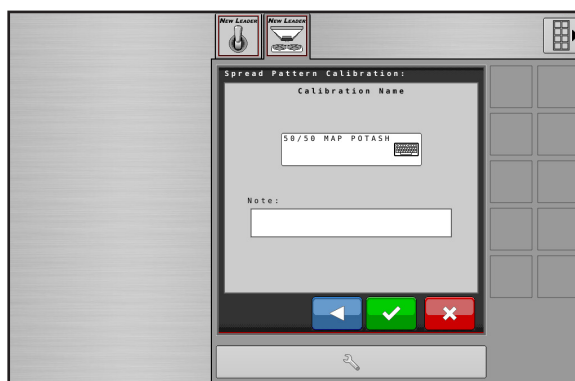 NEW LEADER
NEW LEADER
Spread Pattern Calibration:
Calibration Name
50/50 MAP POTASH
Note: